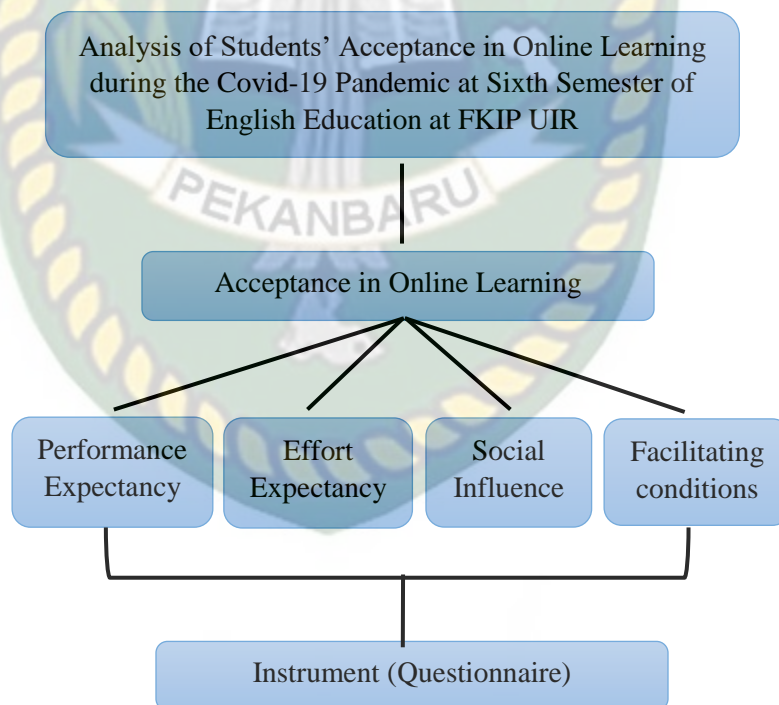 Analysis of Students’ Acceptance in Online Learning
during the Covid-19 Pandemic at Sixth Semester of
English Education at FKIP UIR
PEKANBARU
Acceptance in Online Learning
Performance
Expectancy
Effort
Expectancy
Social
Influence
Facilitating
conditions
Instrument (Questionnaire)